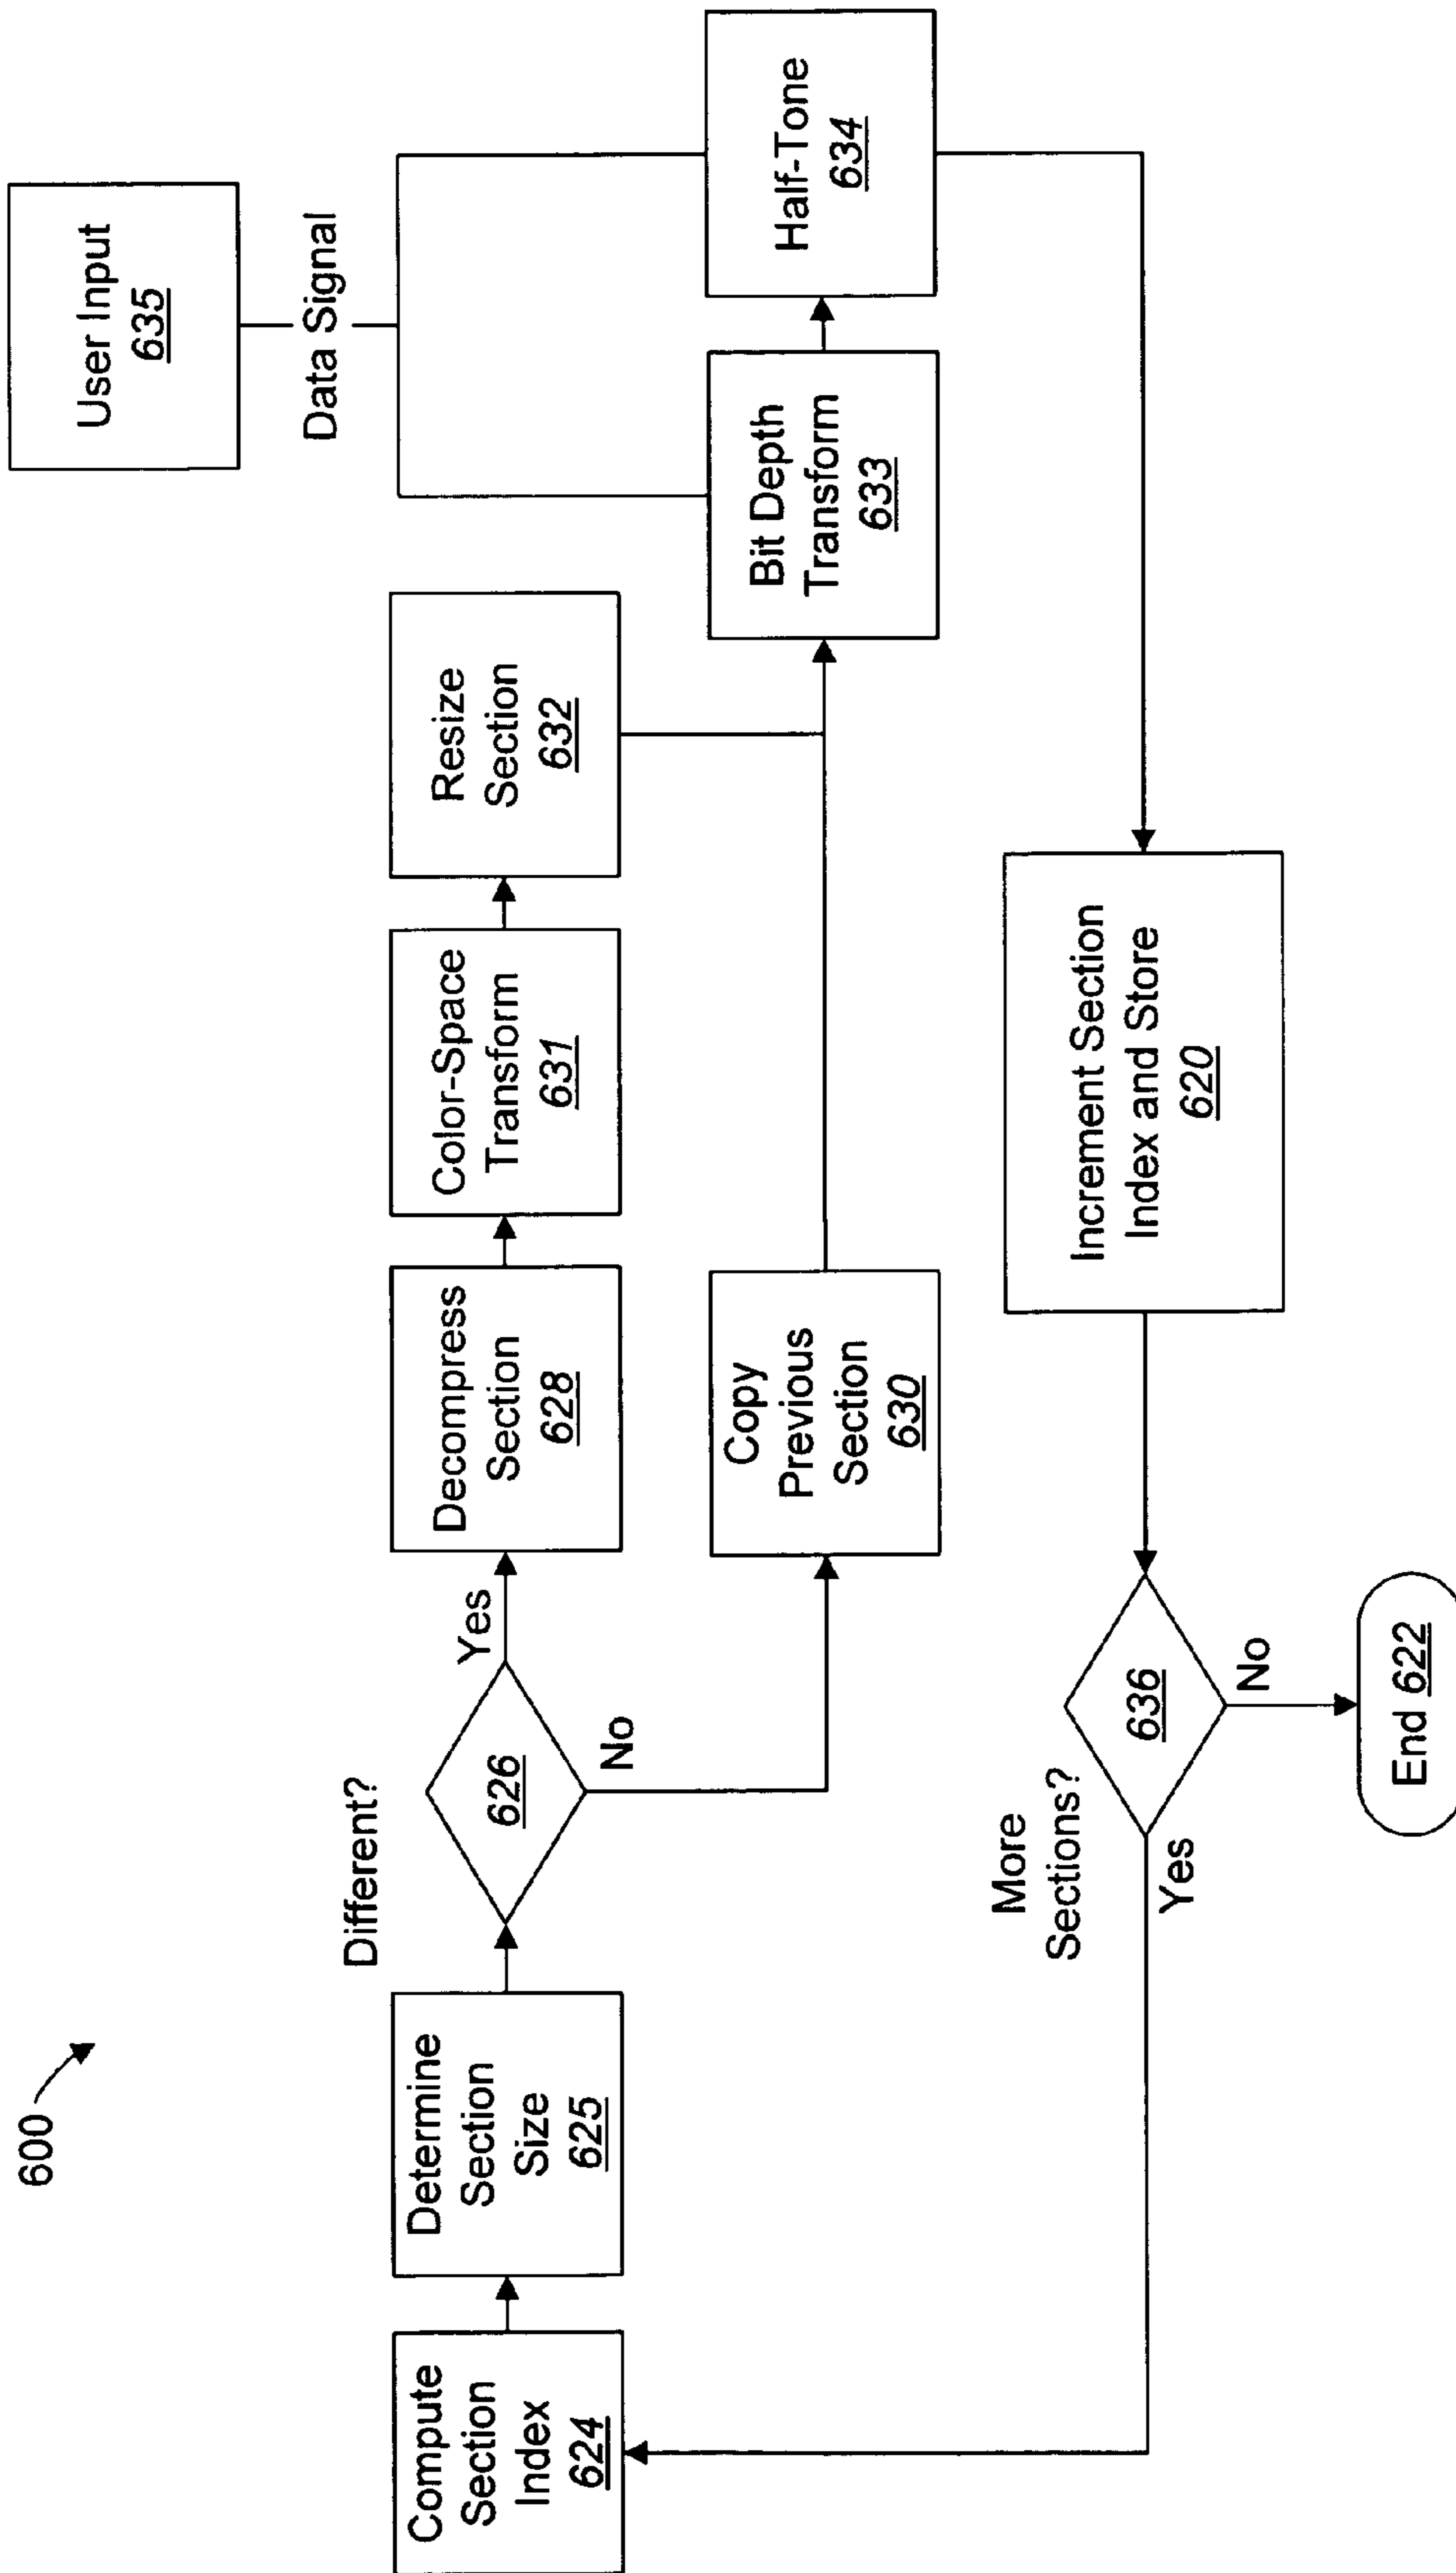 600
Compute
Section
Index
624
Determine
Section
Size
625
Different?
626
Yes
No
Decompress
Section
628
Color-Space
Transform
631
Resize
Section
632
Copy
Previous
Section
630
User Input
635
Data Signal
Bit Depth
Transform
633
Half-Tone
634
Increment Section
Index and Store
620
More
Sections?
636
Yes
No
End 622